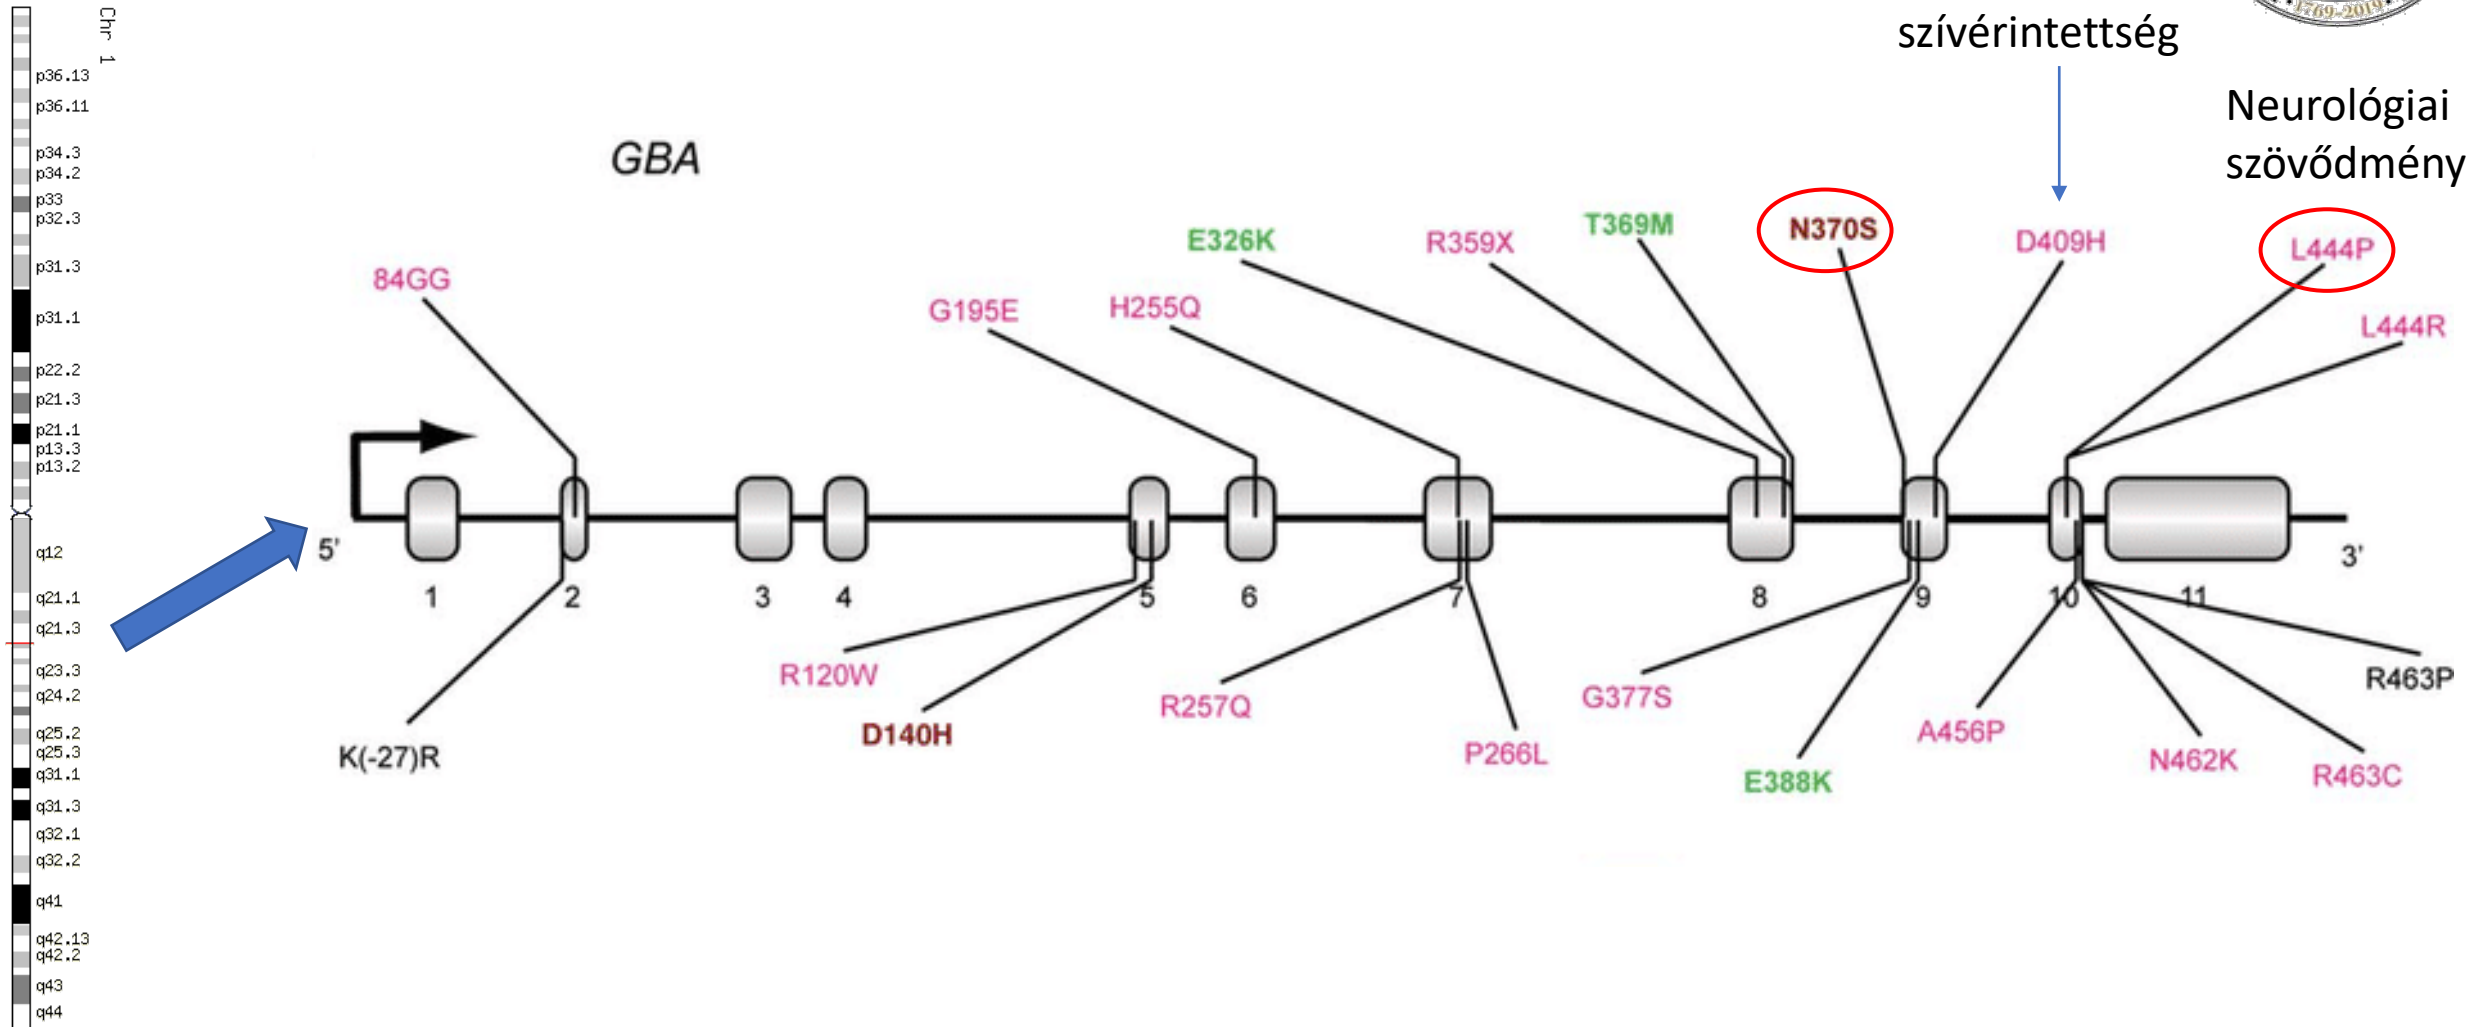 Chr 1
p36.13
p36.11
p34.3
p34.2
p33
p32.3
p31.3
p31.1
p22.2
p21.3
p21.1
p13.3
p13.2
q12
q21.1
q21.3
q23.3
q24.2
q25.2
q25.3
q31.1
q31.3
q32.1
q32.2
q41
q42.13
q42.2
q43
q44
1769-2019
szívérintettség
Neurológiai
szövődmény
GBA
84GG
G195E
H255Q
E326K
R359X
T369M
N370S
D409H
L444P
L444R
5'
3'
1
2
3
4
5
6
7
8
9
10
11
K(-27)R
R120W
D140H
R257Q
P266L
G377S
E388K
A456P
N462K
R463C
R463P